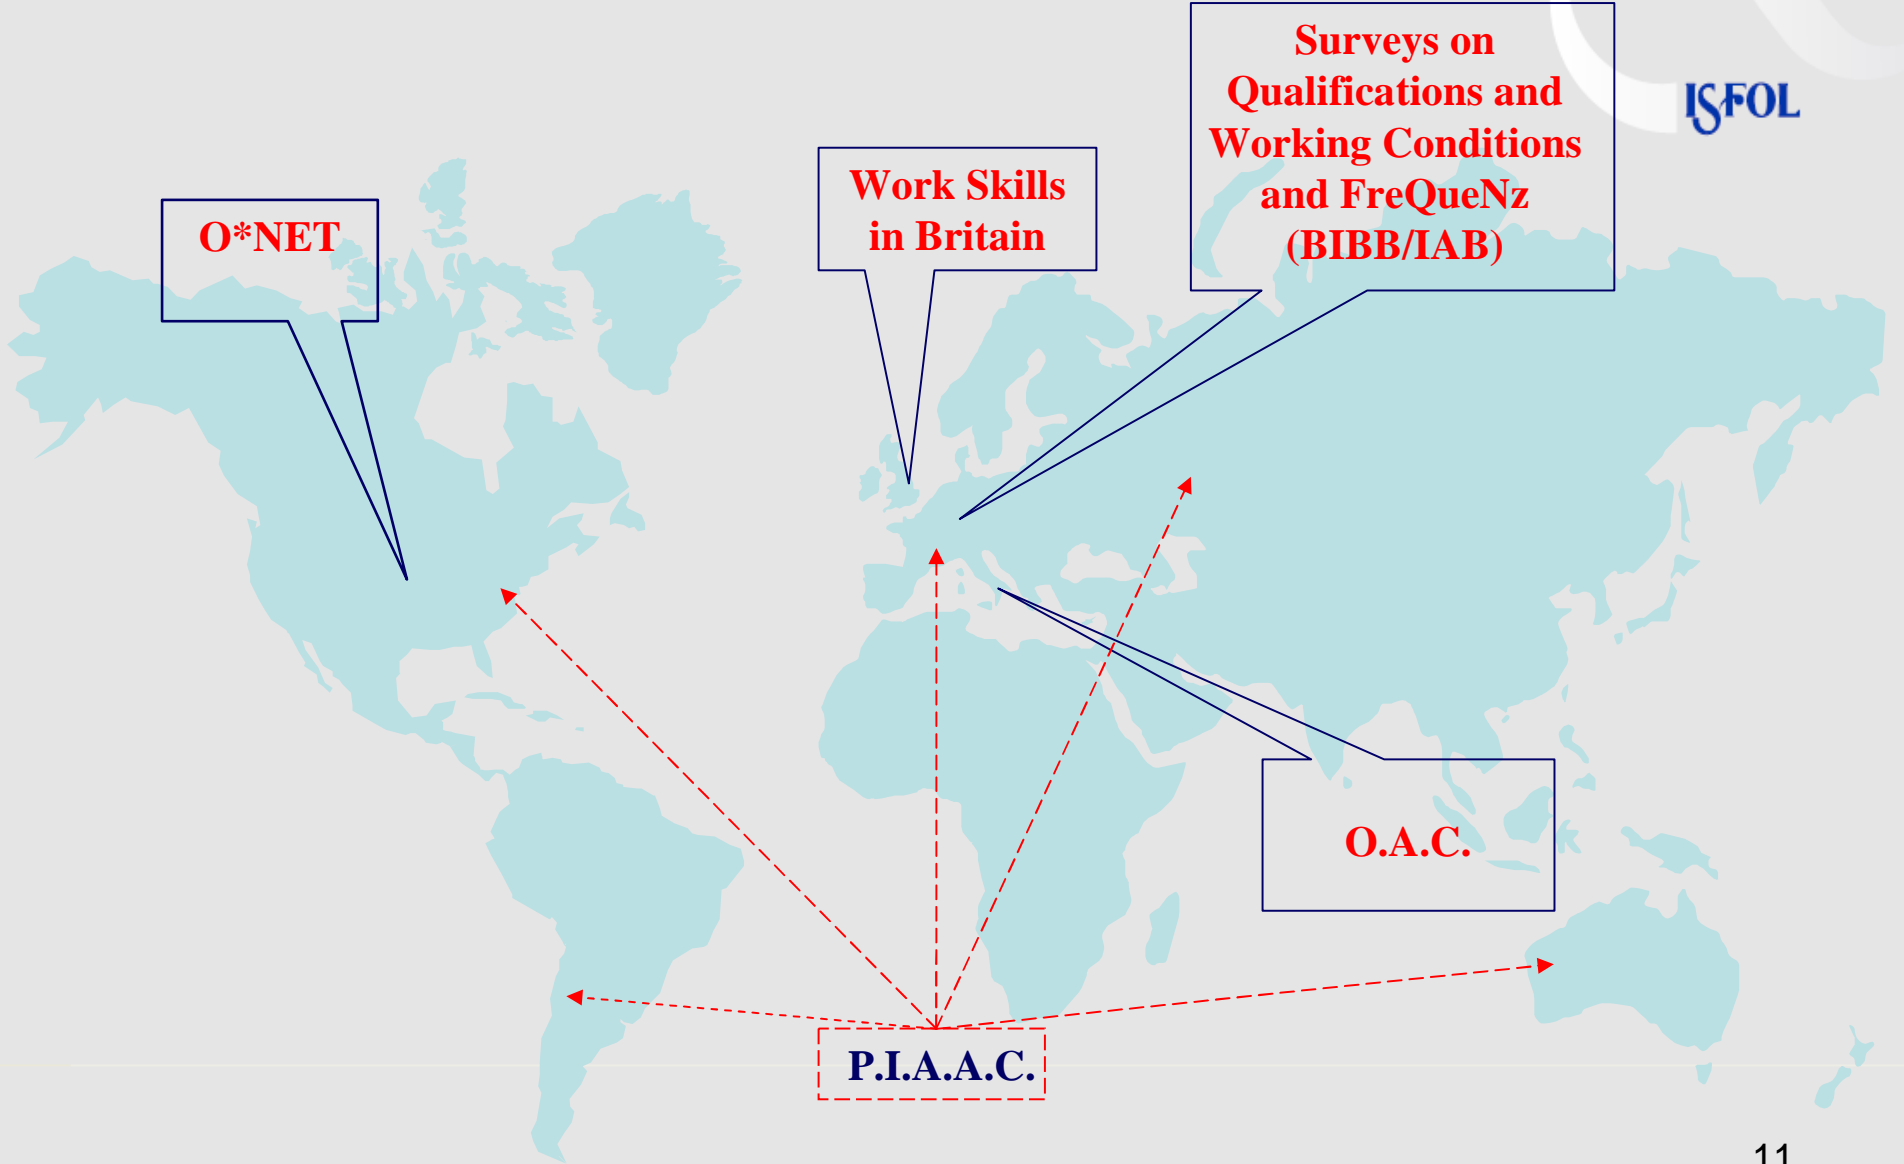 Surveys on
Qualifications and
Working Conditions
and FreQueNz
(BIBB/IAB)
ISFOL
Work Skills
in Britain
O*NET
O.A.C.
P.I.A.A.C.
11